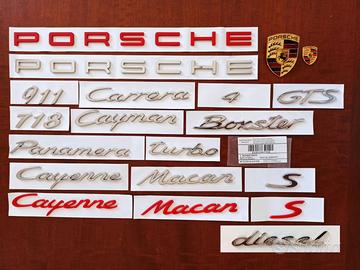 PORSCHE
PORSCHE
911 Carrera 4 GTS
718 Cayman Boxster
Panamera turbo
Cayenne Macan S
Cayenne Macan S
diesel